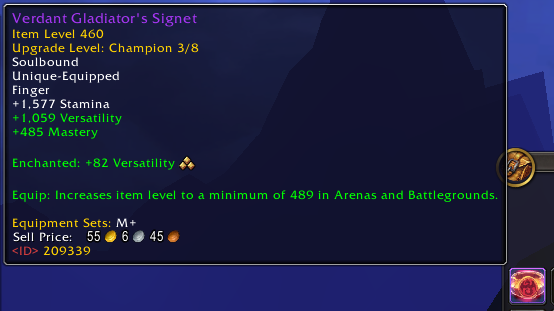 Verdant Gladiator's Signet
Item Level 460
Upgrade Level: Champion 3/8
Soulbound
Unique-Equipped
Finger
+1,577 Stamina
+1,059 Versatility
+485 Mastery
Enchanted: +82 Versatility
Equip: Increases item level to a minimum of 489 in Arenas and Battlegrounds.
Equipment Sets: M+
Sell Price: 55 6 45
<ID> 209339